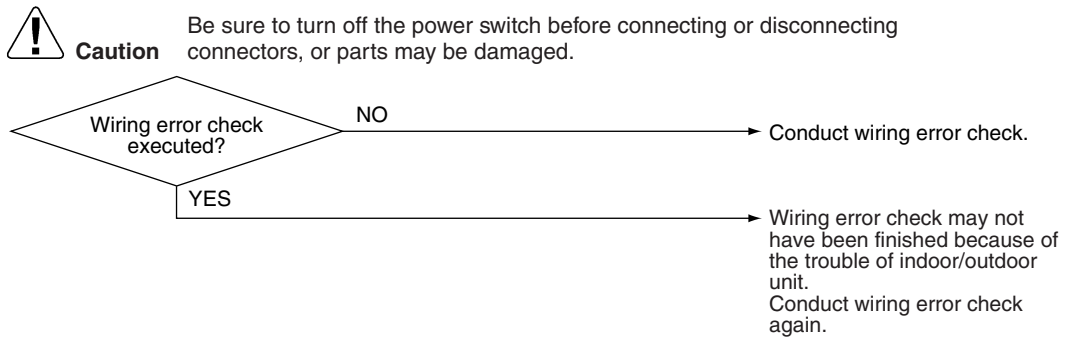 Be sure to turn off the power switch before connecting or disconnecting
Caution connectors, or parts may be damaged.
Wiring error check
executed?
NO
Conduct wiring error check.
YES
Wiring error check may not
have been finished because of
the trouble of indoor/outdoor
unit.
Conduct wiring error check
again.